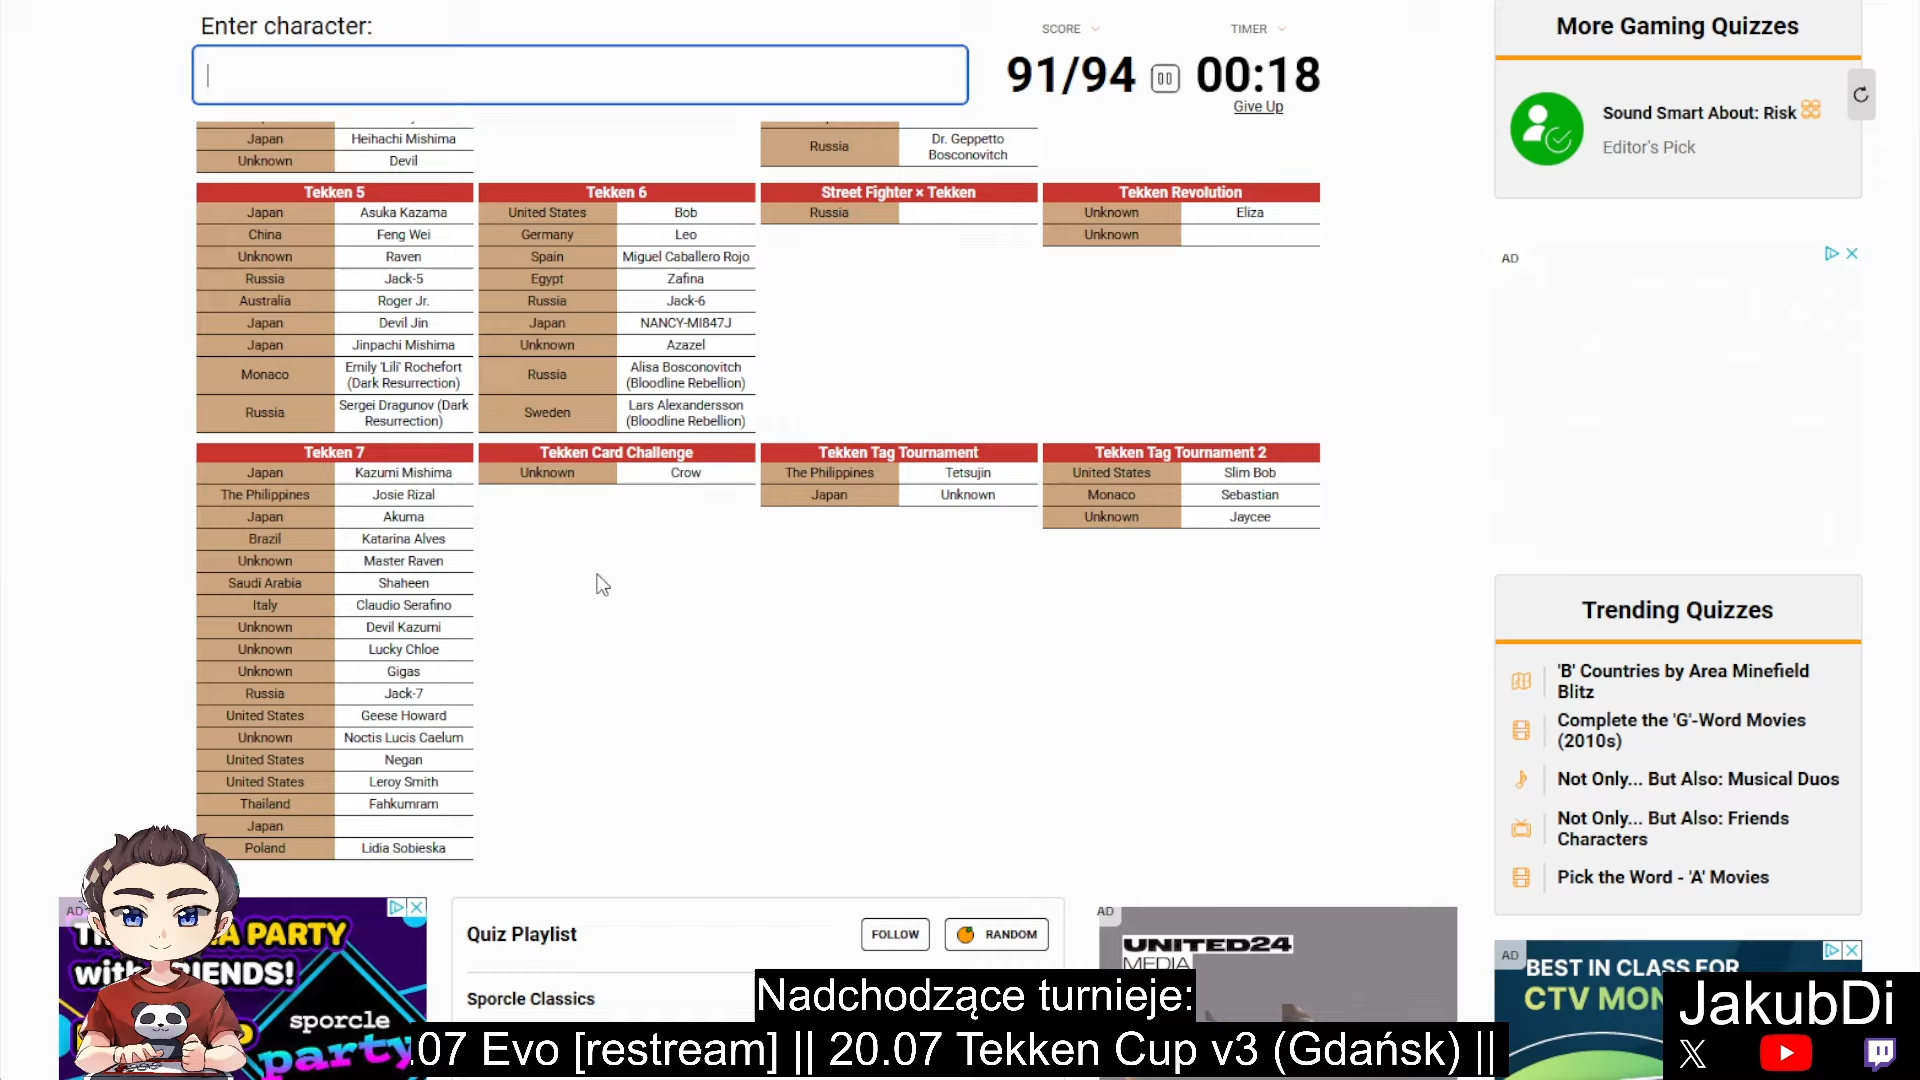 Enter character:
SCORE
TIMER
91/94
00:18
Give Up
Japan Heihachi Mishima
Unknown Devil
Russia Dr. Geppetto
Bosconovitch
Tekken 5
Japan Asuka Kazama
China Feng Wei
Unknown Raven
Russia Jack-5
Australia Roger Jr.
Japan Devil Jin
Japan Jinpachi Mishima
Monaco Emily 'Lili' Rochefort
(Dark Resurrection)
Russia Sergei Dragunov (Dark
Resurrection)
Tekken 6
United States Bob
Germany Leo
Spain Miguel Caballero Rojo
Egypt Zafina
Russia Jack-6
Japan NANCY-MI847J
Unknown Azazel
Russia Alisa Bosconovitch
(Bloodline Rebellion)
Sweden Lars Alexandersson
(Bloodline Rebellion)
Street Fighter × Tekken
Russia
Tekken Revolution
Unknown Eliza
Unknown
Tekken 7
Japan Kazumi Mishima
The Philippines Josie Rizal
Japan Akuma
Brazil Katarina Alves
Unknown Master Raven
Saudi Arabia Shaheen
Italy Claudio Serafino
Unknown Devil Kazumi
Unknown Lucky Chloe
Unknown Gigas
Russia Jack-7
United States Geese Howard
Unknown Noctis Lucis Caelum
United States Negan
United States Leroy Smith
Thailand Fahkumram
Japan
Poland Lidia Sobieska
Tekken Card Challenge
Unknown Crow
Tekken Tag Tournament
The Philippines Tetsujin
Japan Unknown
Tekken Tag Tournament 2
United States Slim Bob
Monaco Sebastian
Unknown Jaycee
More Gaming Quizzes
Sound Smart About: Risk
Editor's Pick
AD
Trending Quizzes
'B' Countries by Area Minefield
Blitz
Complete the 'G'-Word Movies
(2010s)
Not Only... But Also: Musical Duos
Not Only... But Also: Friends
Characters
Pick the Word - 'A' Movies
AD
PARTY
with
sporcle
party
Quiz Playlist
FOLLOW
RANDOM
Sporcle Classics
AD
UNITED24
MEDIA
AD
BEST IN CLASS FOR
CTV
Nadchodzące turnieje:
.07 Evo [restream] || 20.07 Tekken Cup v3 (Gdańsk) ||
JakubDi